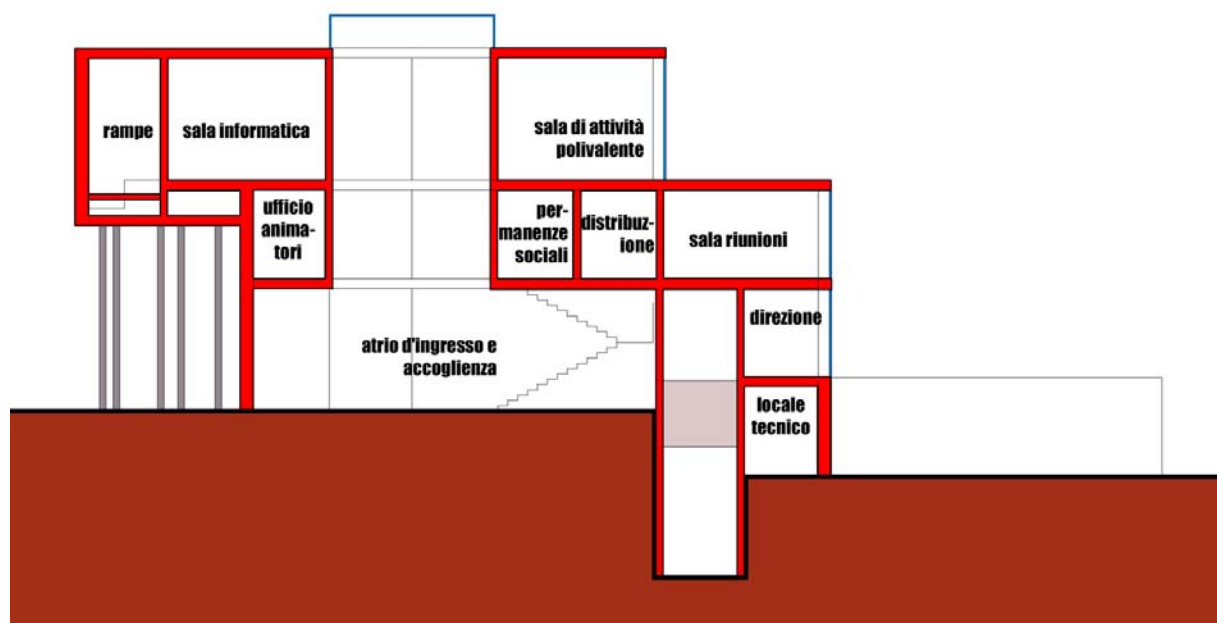 rampe
sala informatica
sala di attività
polivalente
ufficio
anima-
tori
per-
manenze
sociali
distribuz-
ione
sala riunioni
atrio d'ingresso e
accoglienza
direzione
locale
tecnico